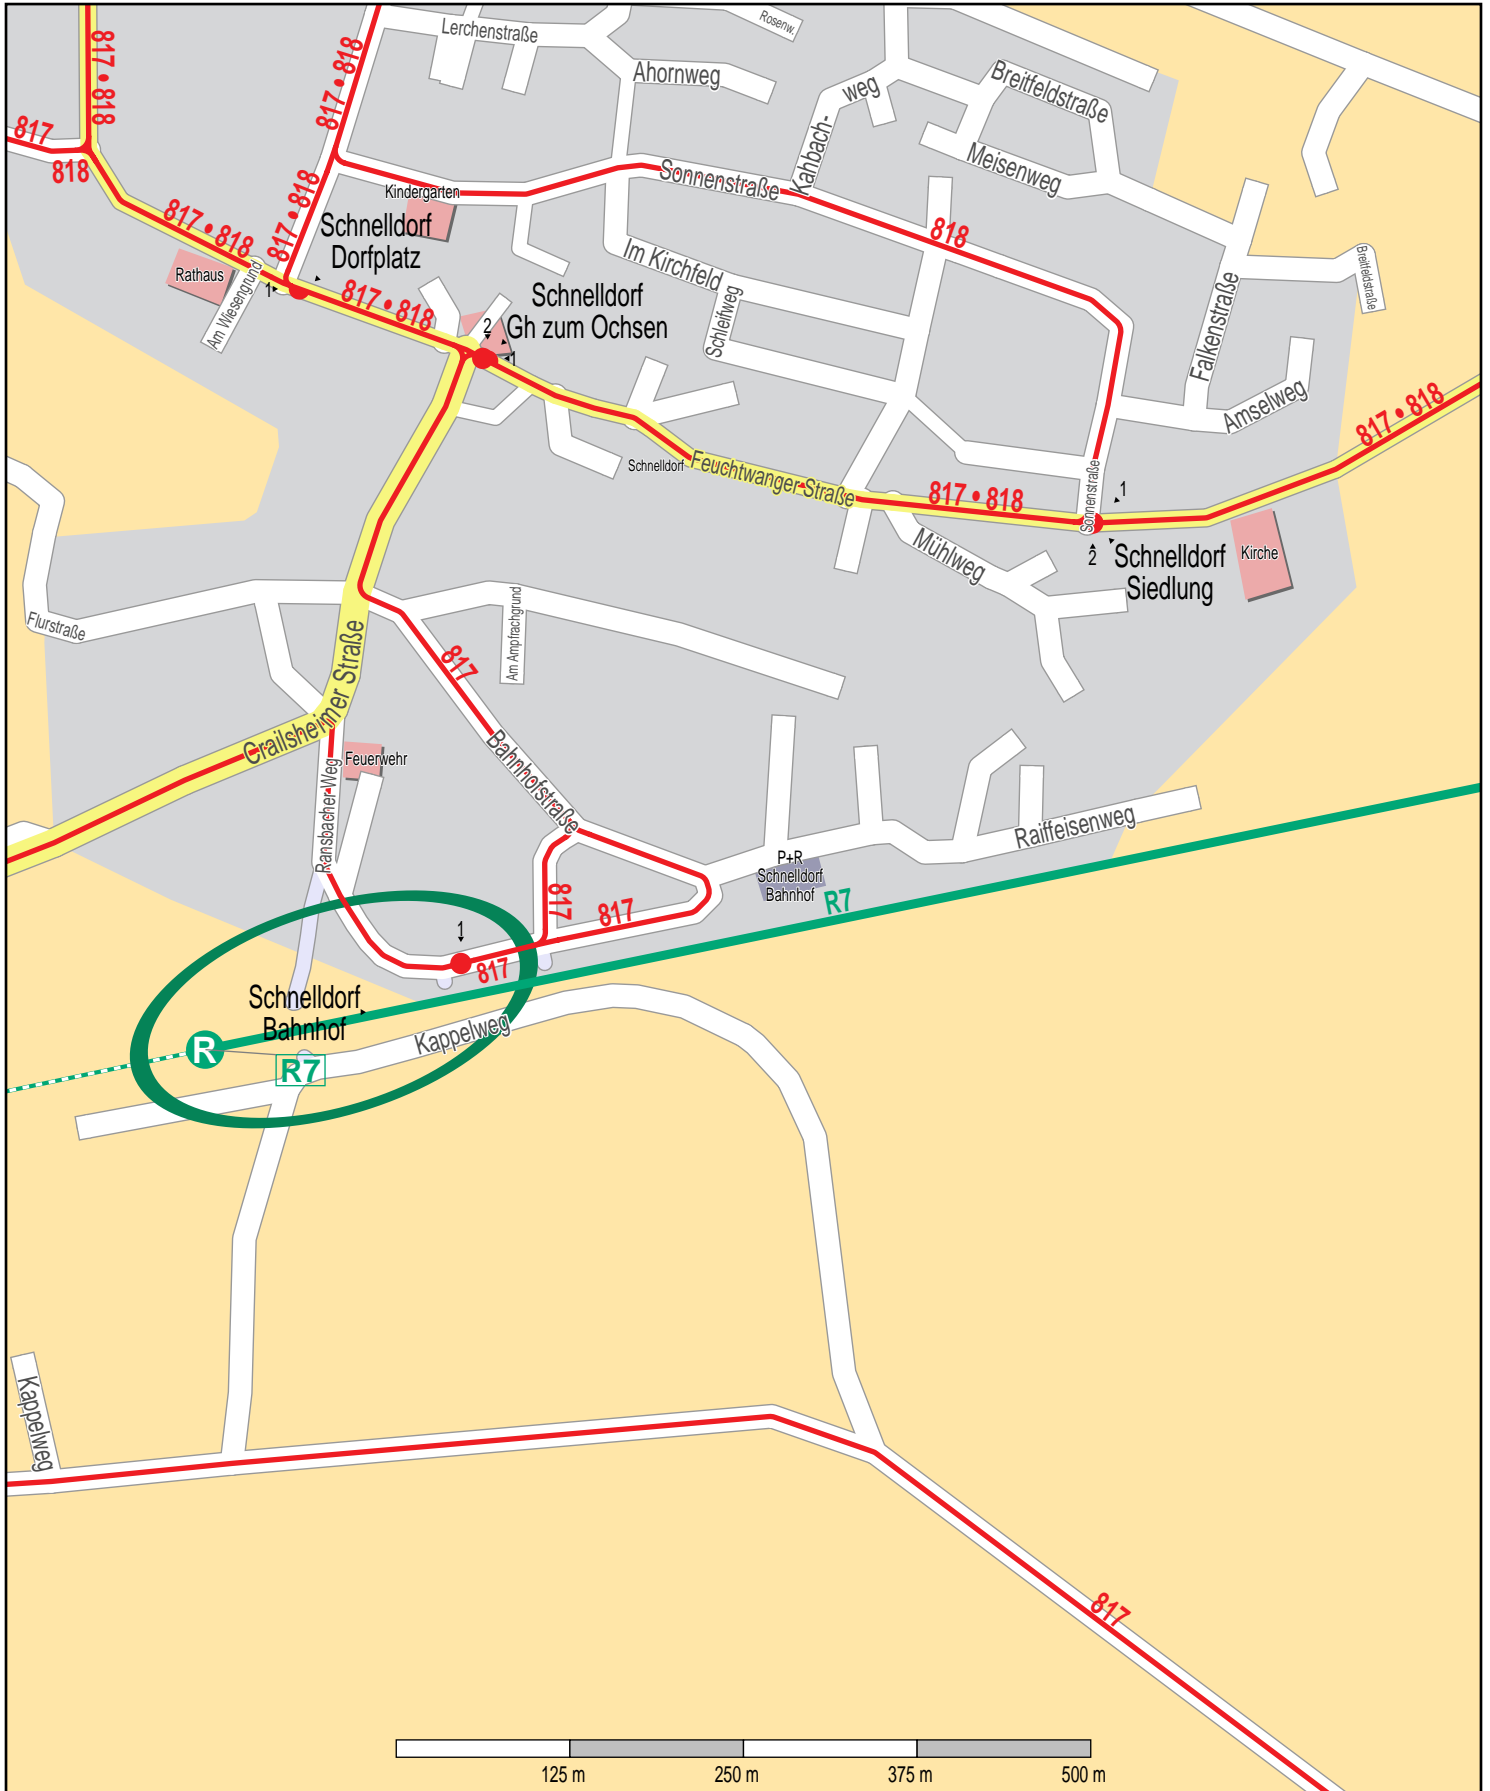 817 • 818
817
818
817 • 818
817 • 818
817 • 818
Lerchenstraße
Rosenw.
Ahornweg
Kahbach-
weg
Breitfeldstraße
Meisenweg
Kindergarten
Sonnenstraße
818
Schnelldorf
Dorfplatz
Rathaus
Am Wiesengrund
1
817 • 818
Im Kirchfeld
Schleifweg
Schnelldorf
Gh zum Ochsen
2
1
Breitfeldstraße
Falkenstraße
Amselweg
817 • 818
Schnelldorf
Feuchtwanger Straße
817 • 818
Sonnenstraße
1
2
Schnelldorf
Siedlung
Kirche
Mühlweg
Flurstraße
Am Ampfrachgrund
817
Crailsheimer Straße
Feuerwehr
Ransbacher Weg
Bahnhofstraße
Raiffeisenweg
P+R
Schnelldorf
Bahnhof
R7
817
817
1
817
Schnelldorf
Bahnhof
R
R7
Kappelweg
Kappelweg
817
125 m
250 m
375 m
500 m